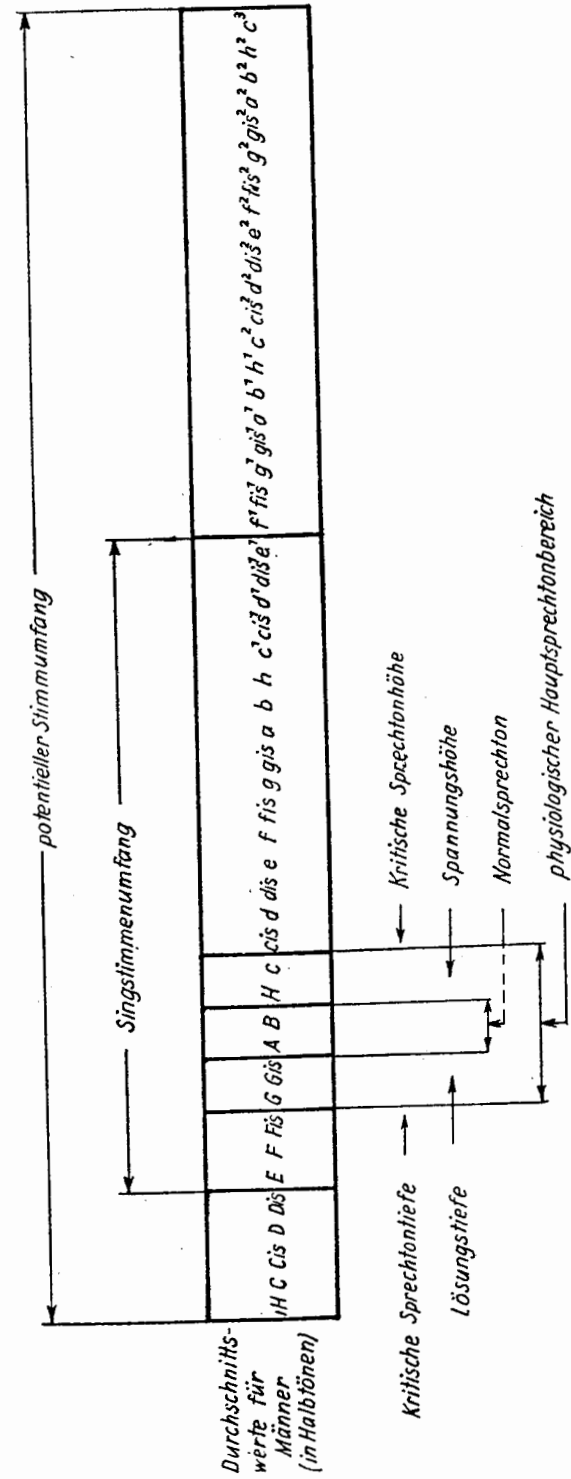 potentieller Stimmumfang
Singstimmenumfang
Durchschnitts-
werte für
Männer
(in Halbtönen)
₁H C Cis D Dis E F Fis G Gis A B H c cis d dis e f fis g gis a b h c¹ cis¹ d¹ dis¹ e¹ f¹ fis¹ g¹ gis¹ a¹ b¹ h¹ c² cis² d² dis² e² f² fis² g² gis² a² b² h² c³
Kritische Sprechtonhöhe
Kritische Sprechtontiefe
Spannungshöhe
Lösungstiefe
Normalsprechton
physiologischer Hauptsprechtonbereich